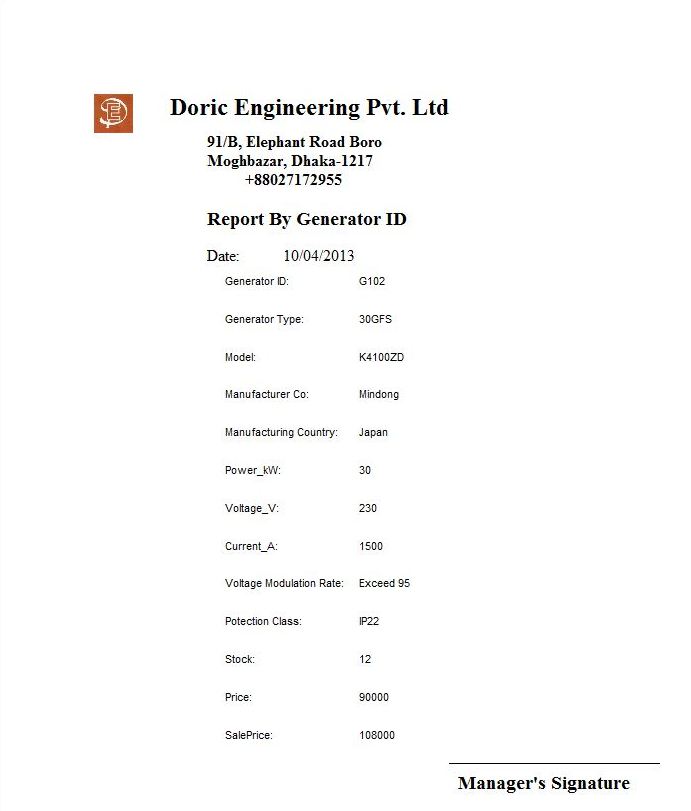 Doric Engineering Pvt. Ltd
91/B, Elephant Road Boro
Moghbazar, Dhaka-1217
+88027172955
Report By Generator ID
Date: 10/04/2013
Generator ID: G102
Generator Type: 30GFS
Model: K4100ZD
Manufacturer Co: Mindong
Manufacturing Country: Japan
Power_kW: 30
Voltage_V: 230
Current_A: 1500
Voltage Modulation Rate: Exceed 95
Potection Class: IP22
Stock: 12
Price: 90000
SalePrice: 108000
Manager's Signature